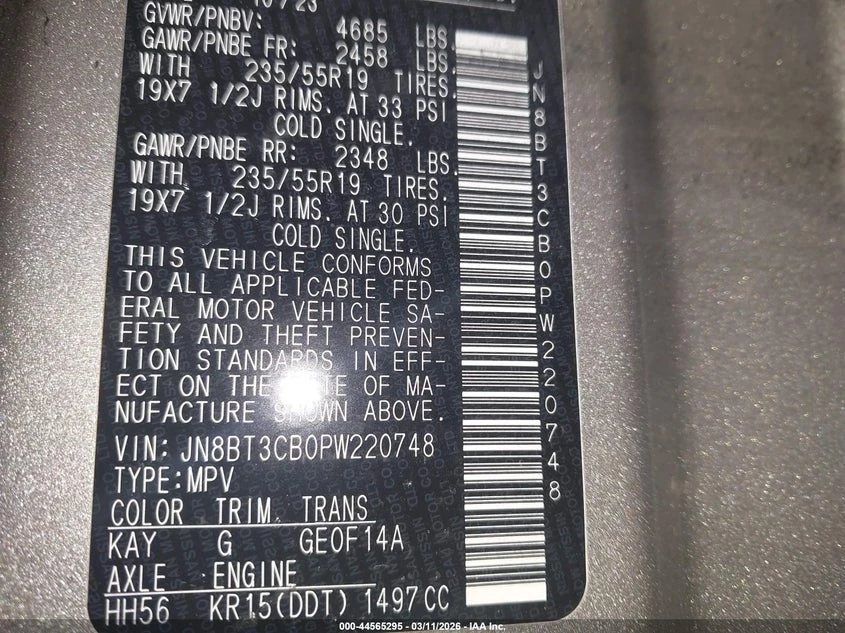 10/23
GVWR/PNBV: 4685 LBS.
GAWR/PNBE FR: 2458 LBS.
WITH 235/55R19 TIRES.
19X7 1/2J RIMS. AT 33 PSI
COLD SINGLE.
GAWR/PNBE RR: 2348 LBS.
WITH 235/55R19 TIRES.
19X7 1/2J RIMS. AT 30 PSI
COLD SINGLE.
THIS VEHICLE CONFORMS
TO ALL APPLICABLE FED-
ERAL MOTOR VEHICLE SA-
FETY AND THEFT PREVEN-
TION STANDARDS IN EFF-
ECT ON THE DATE OF MA-
NUFACTURE SHOWN ABOVE.
VIN: JN8BT3CB0PW220748
TYPE:MPV
COLOR TRIM TRANS
KAY G GE0F14A
AXLE ENGINE
HH56 KR15(DDT) 1497CC
JN8BT3CB0PW220748
000-44565295 - 03/11/2026 - IAA Inc.